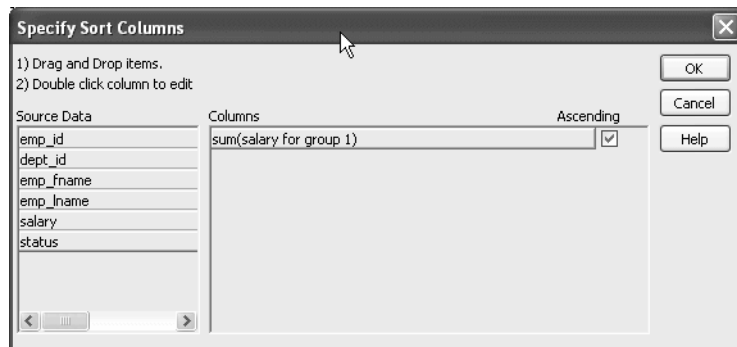 Specify Sort Columns
1) Drag and Drop items.
2) Double click column to edit
OK
Cancel
Help
Source Data
Columns
Ascending
emp_id
dept_id
emp_fname
emp_lname
salary
status
sum(salary for group 1)